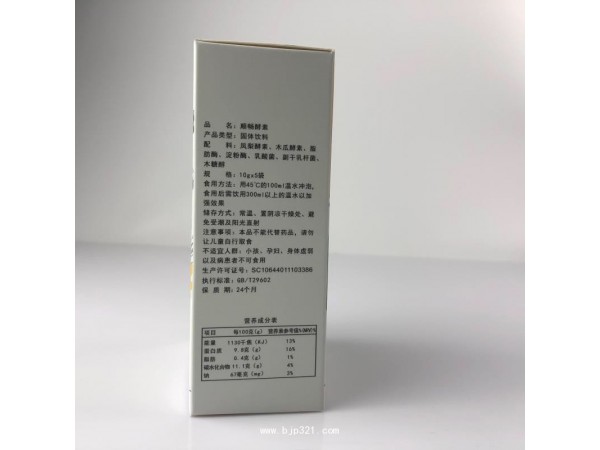 品 名：顺畅酵素
产品类型：固体饮料
配 料：凤梨酵素、木瓜酵素、脂
肪酶、淀粉酶、乳酸菌、副干乳杆菌、
木糖醇
规 格：10g×5袋
食用方法：用45℃的100ml温水冲泡，
食用后需饮用300ml以上的温水以加
强效果
储存方式：常温、置阴凉干燥处、避
免受潮及阳光直射
注意事项：本品不能代替药品，请勿
让儿童自行取食
不适宜人群：小孩、孕妇、身体虚弱
以及病患者不可食用
生产许可证号：SC10644011103386
执行标准：GB/T29602
保 质 期：24个月
营养成分表
项目 每100克(g) 营养素参考值%(NRV%)
能量 1130千焦(KJ) 13%
蛋白质 9.8克(g) 16%
脂肪 0.4克(g) 1%
碳水化合物 11.1克(g) 4%
钠 67毫克(mg) 3%
www.bjp321.com